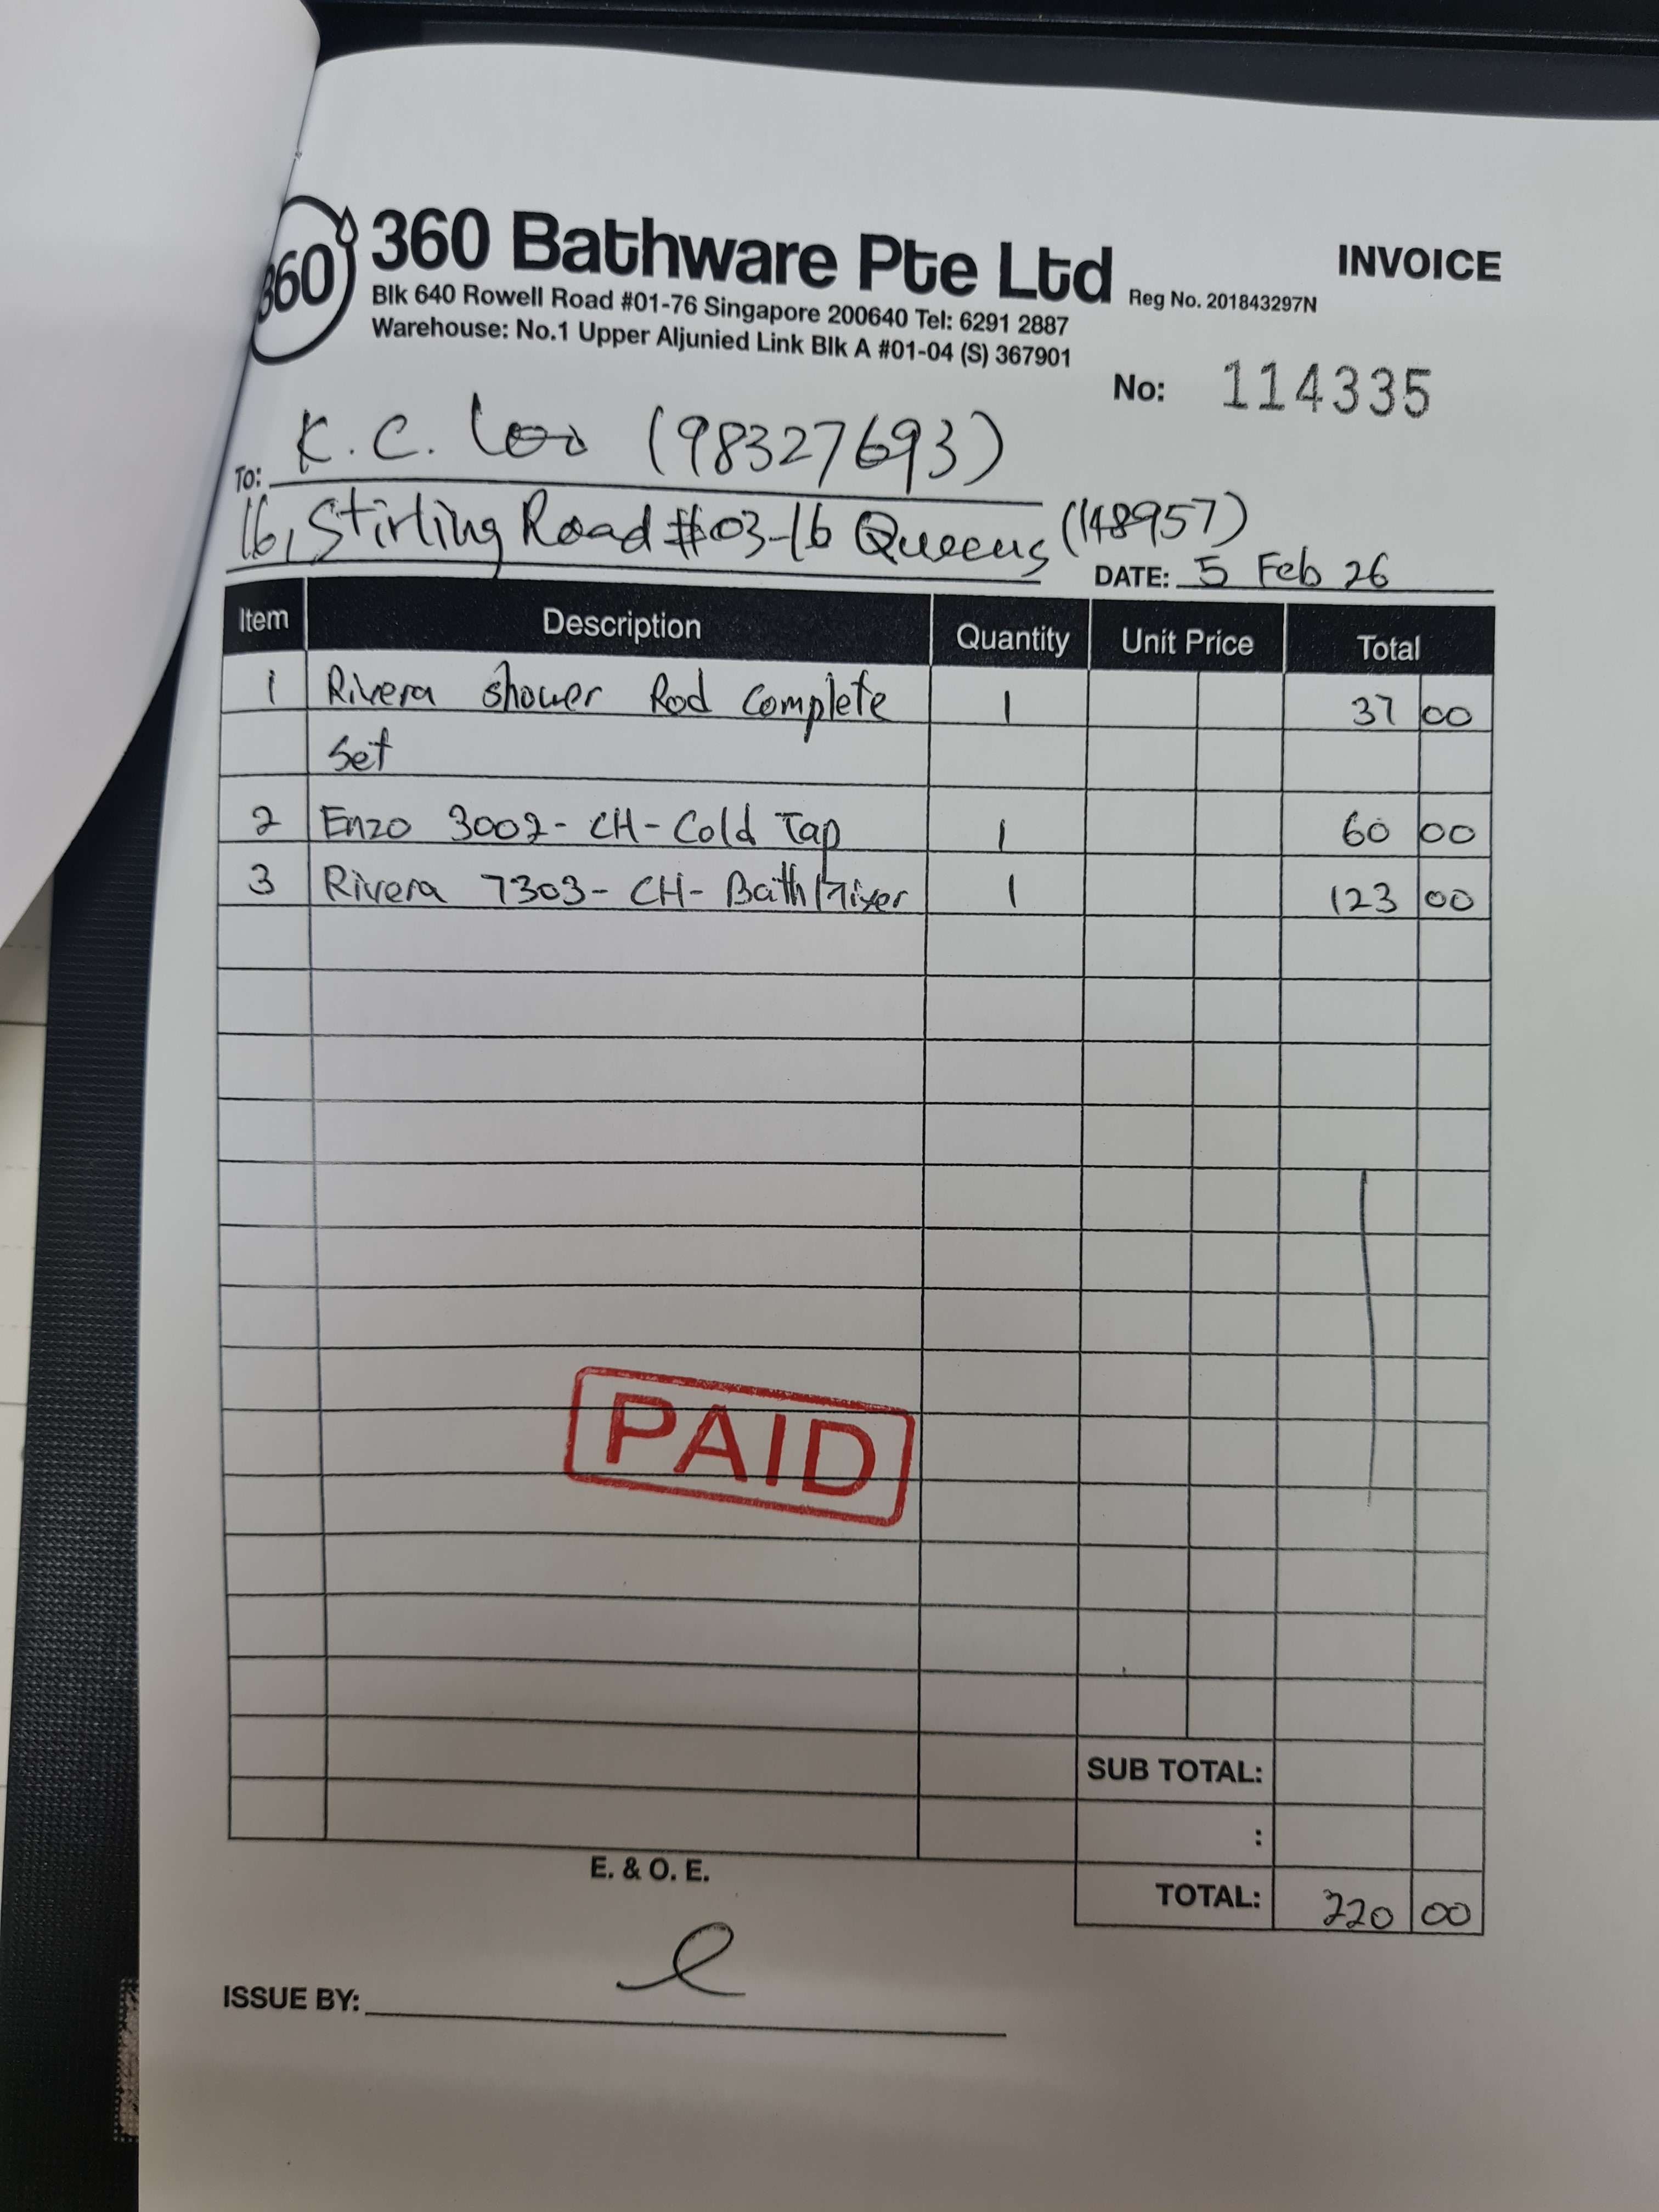 360
360 Bathware Pte Ltd Reg No. 201843297N
INVOICE
Blk 640 Rowell Road #01-76 Singapore 200640 Tel: 6291 2887
Warehouse: No.1 Upper Aljunied Link Blk A #01-04 (S) 367901
No: 114335
To: K.C. Loo (98327693)
16, Stirling Road #03-16 Queens (148957)
DATE: 5 Feb 26
Item Description Quantity Unit Price Total
1 Rivera shower Rod Complete 1 37 00
Set
2 Enzo 3002-CH-Cold Tap 1 60 00
3 Rivera 7303-CH-Bath Mixer 1 123 00
PAID
SUB TOTAL:
:
TOTAL: 220 00
E. & O. E.
ISSUE BY: